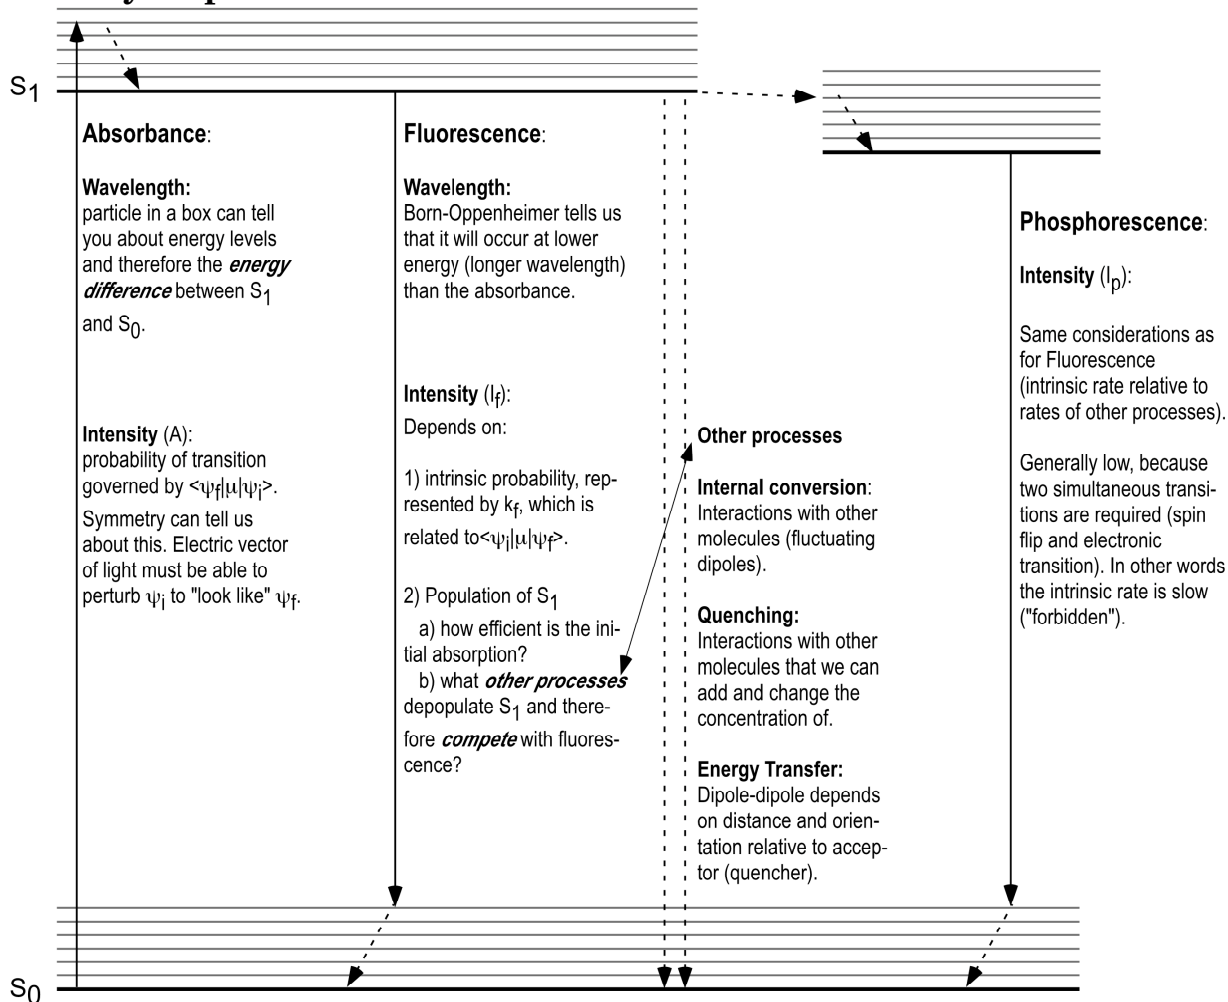 S1
Absorbance:
Wavelength:
particle in a box can tell
you about energy levels
and therefore the energy
difference between S1
and S0.
Intensity (A):
probability of transition
governed by <ψf|μ|ψi>.
Symmetry can tell us
about this. Electric vector
of light must be able to
perturb ψi to "look like" ψf.
Fluorescence:
Wavelength:
Born-Oppenheimer tells us
that it will occur at lower
energy (longer wavelength)
than the absorbance.
Intensity (If):
Depends on:
1) intrinsic probability, rep-
resented by kf, which is
related to<ψi|μ|ψf>.
2) Population of S1
a) how efficient is the ini-
tial absorption?
b) what other processes
depopulate S1 and there-
fore compete with fluores-
cence?
Other processes
Internal conversion:
Interactions with other
molecules (fluctuating
dipoles).
Quenching:
Interactions with other
molecules that we can
add and change the
concentration of.
Energy Transfer:
Dipole-dipole depends
on distance and orien-
tation relative to accep-
tor (quencher).
Phosphorescence:
Intensity (Ip):
Same considerations as
for Fluorescence
(intrinsic rate relative to
rates of other processes).
Generally low, because
two simultaneous transi-
tions are required (spin
flip and electronic
transition). In other words
the intrinsic rate is slow
("forbidden").
S0